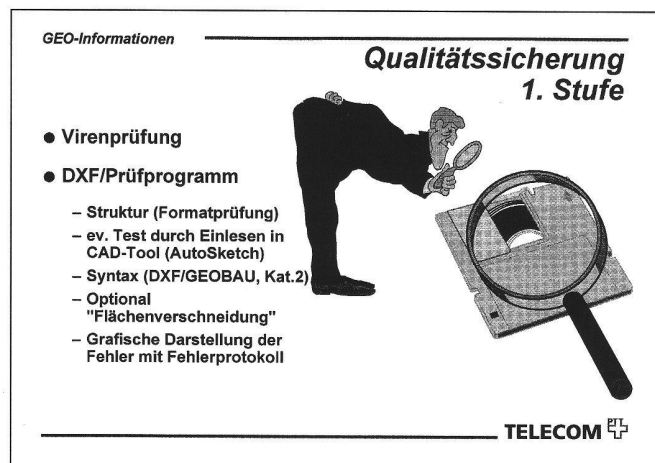 GEO-Informationen
Qualitätssicherung
1. Stufe
● Virenprüfung
● DXF/Prüfprogramm
– Struktur (Formatprüfung)
– ev. Test durch Einlesen in
CAD-Tool (AutoSketch)
– Syntax (DXF/GEOBAU, Kat.2)
– Optional
"Flächenverschneidung"
– Grafische Darstellung der
Fehler mit Fehlerprotokoll
TELECOM PTT